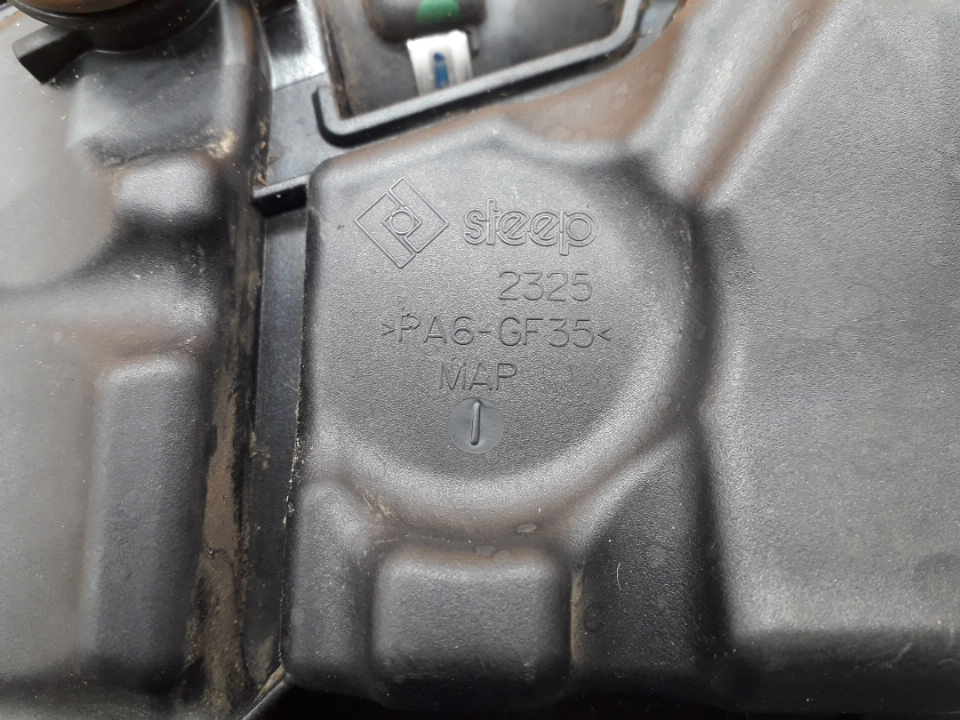 steep
2325
>PA6-GF35<
MAP